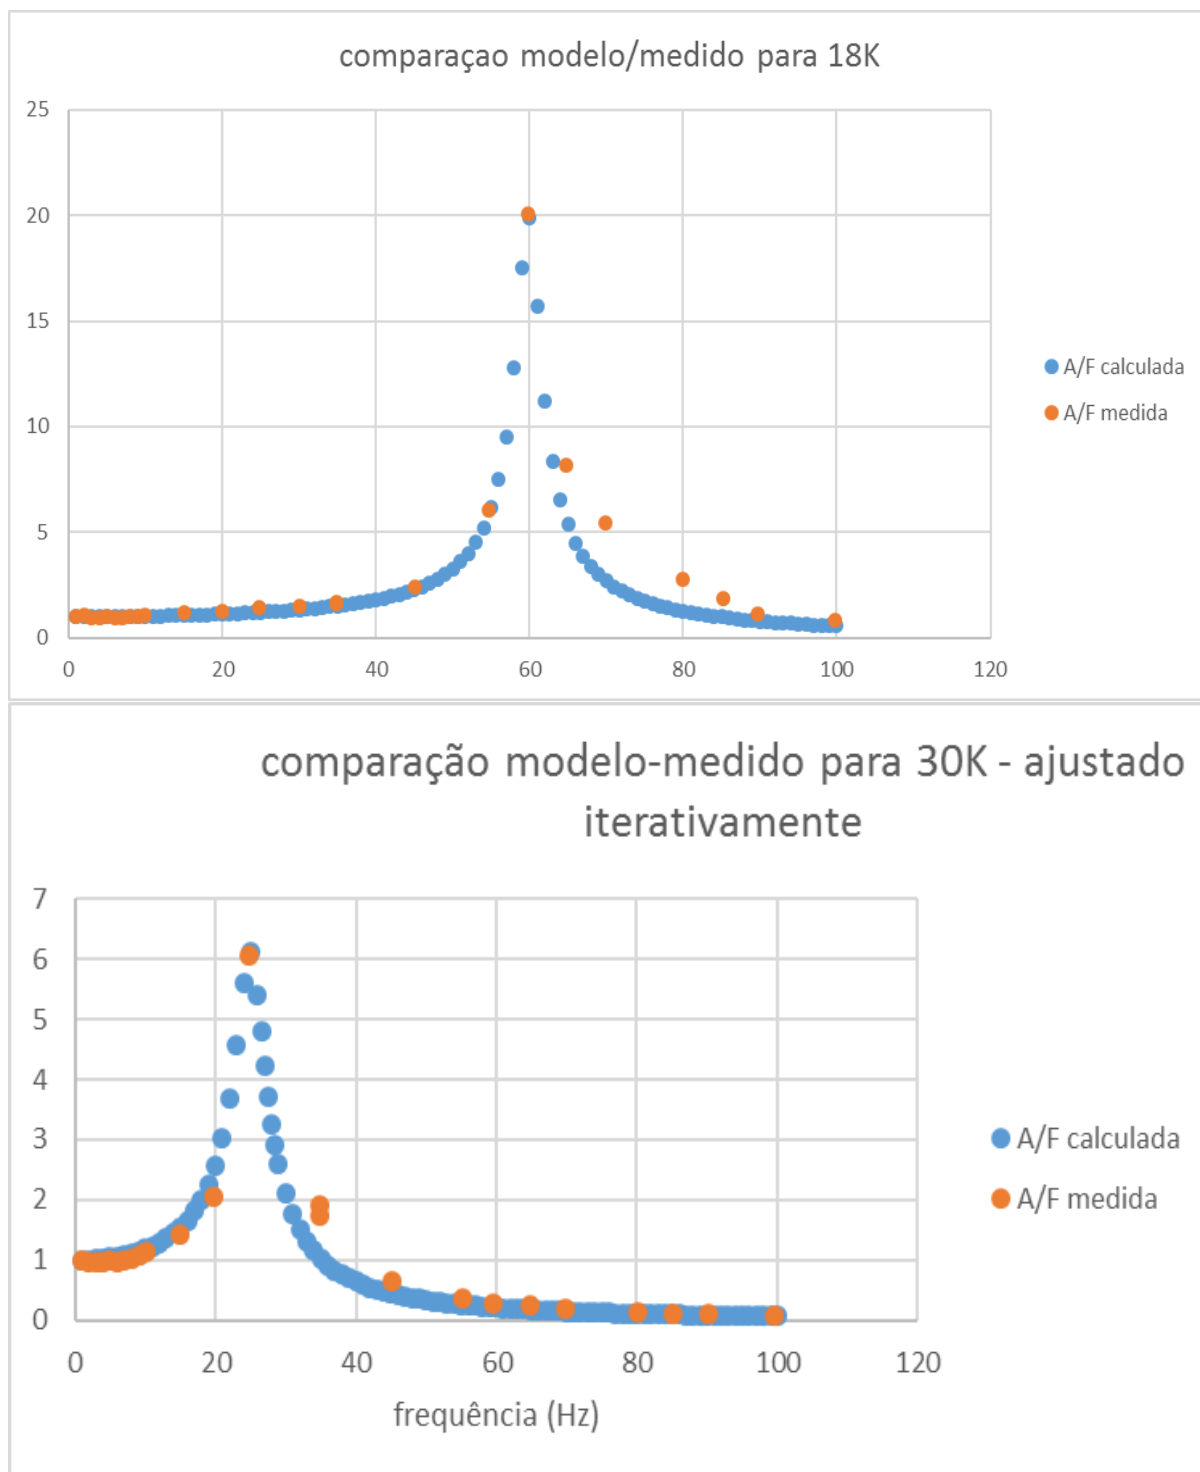 comparaçao modelo/medido para 18K
25
20
15
10
5
0
0 20 40 60 80 100 120
A/F calculada
A/F medida
comparação modelo-medido para 30K - ajustado
iterativamente
7
6
5
4
3
2
1
0
0 20 40 60 80 100 120
frequência (Hz)
A/F calculada
A/F medida